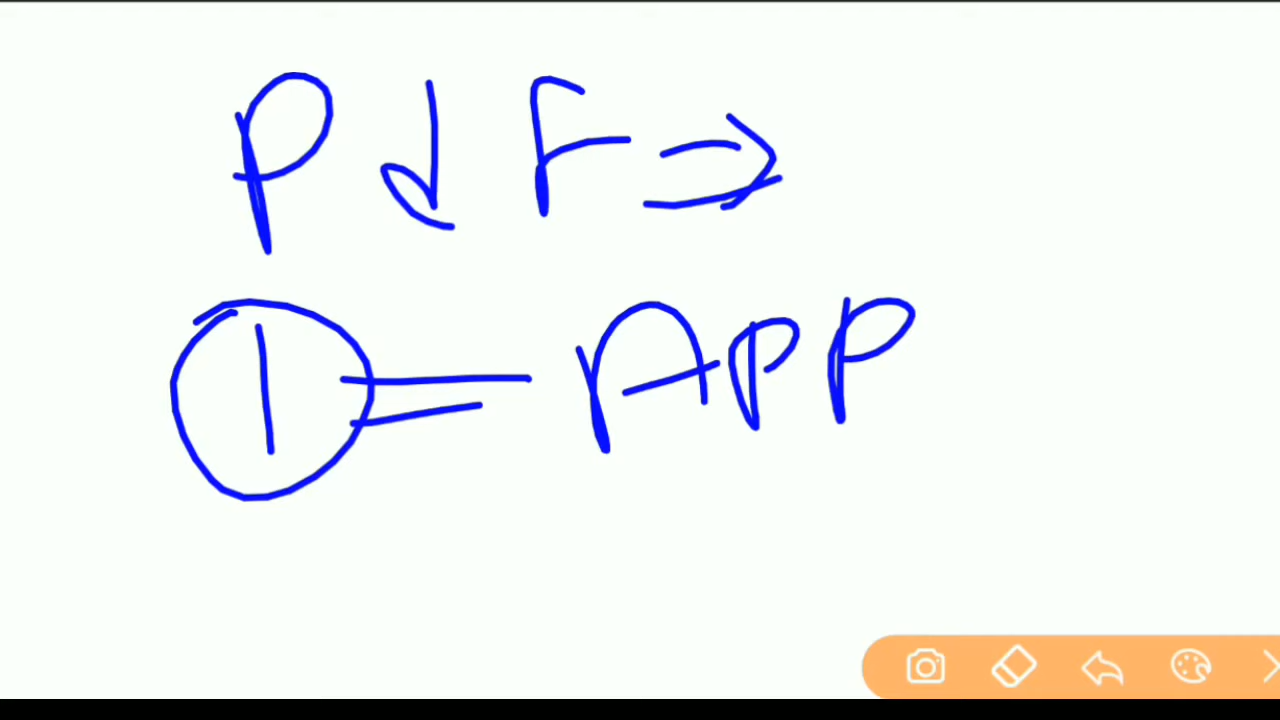 PdF ⇒
① = APP